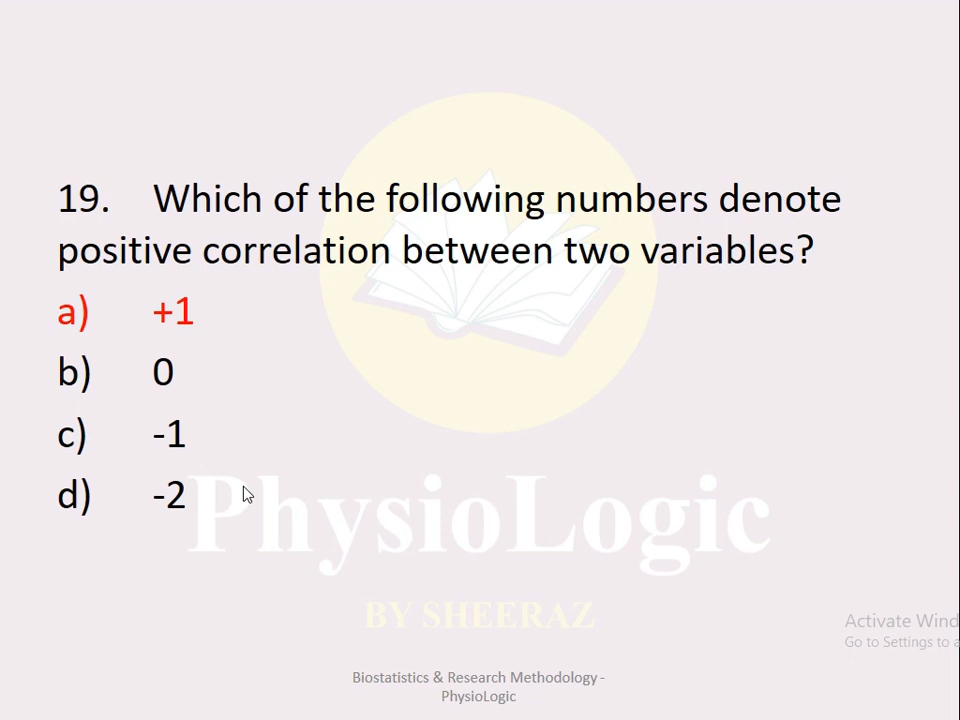 19. Which of the following numbers denote
positive correlation between two variables?
a) +1
b) 0
c) -1
d) -2
PhysioLogic
BY SHEERAZ
Activate Wind
Go to Settings to a
Biostatistics & Research Methodology -
PhysioLogic